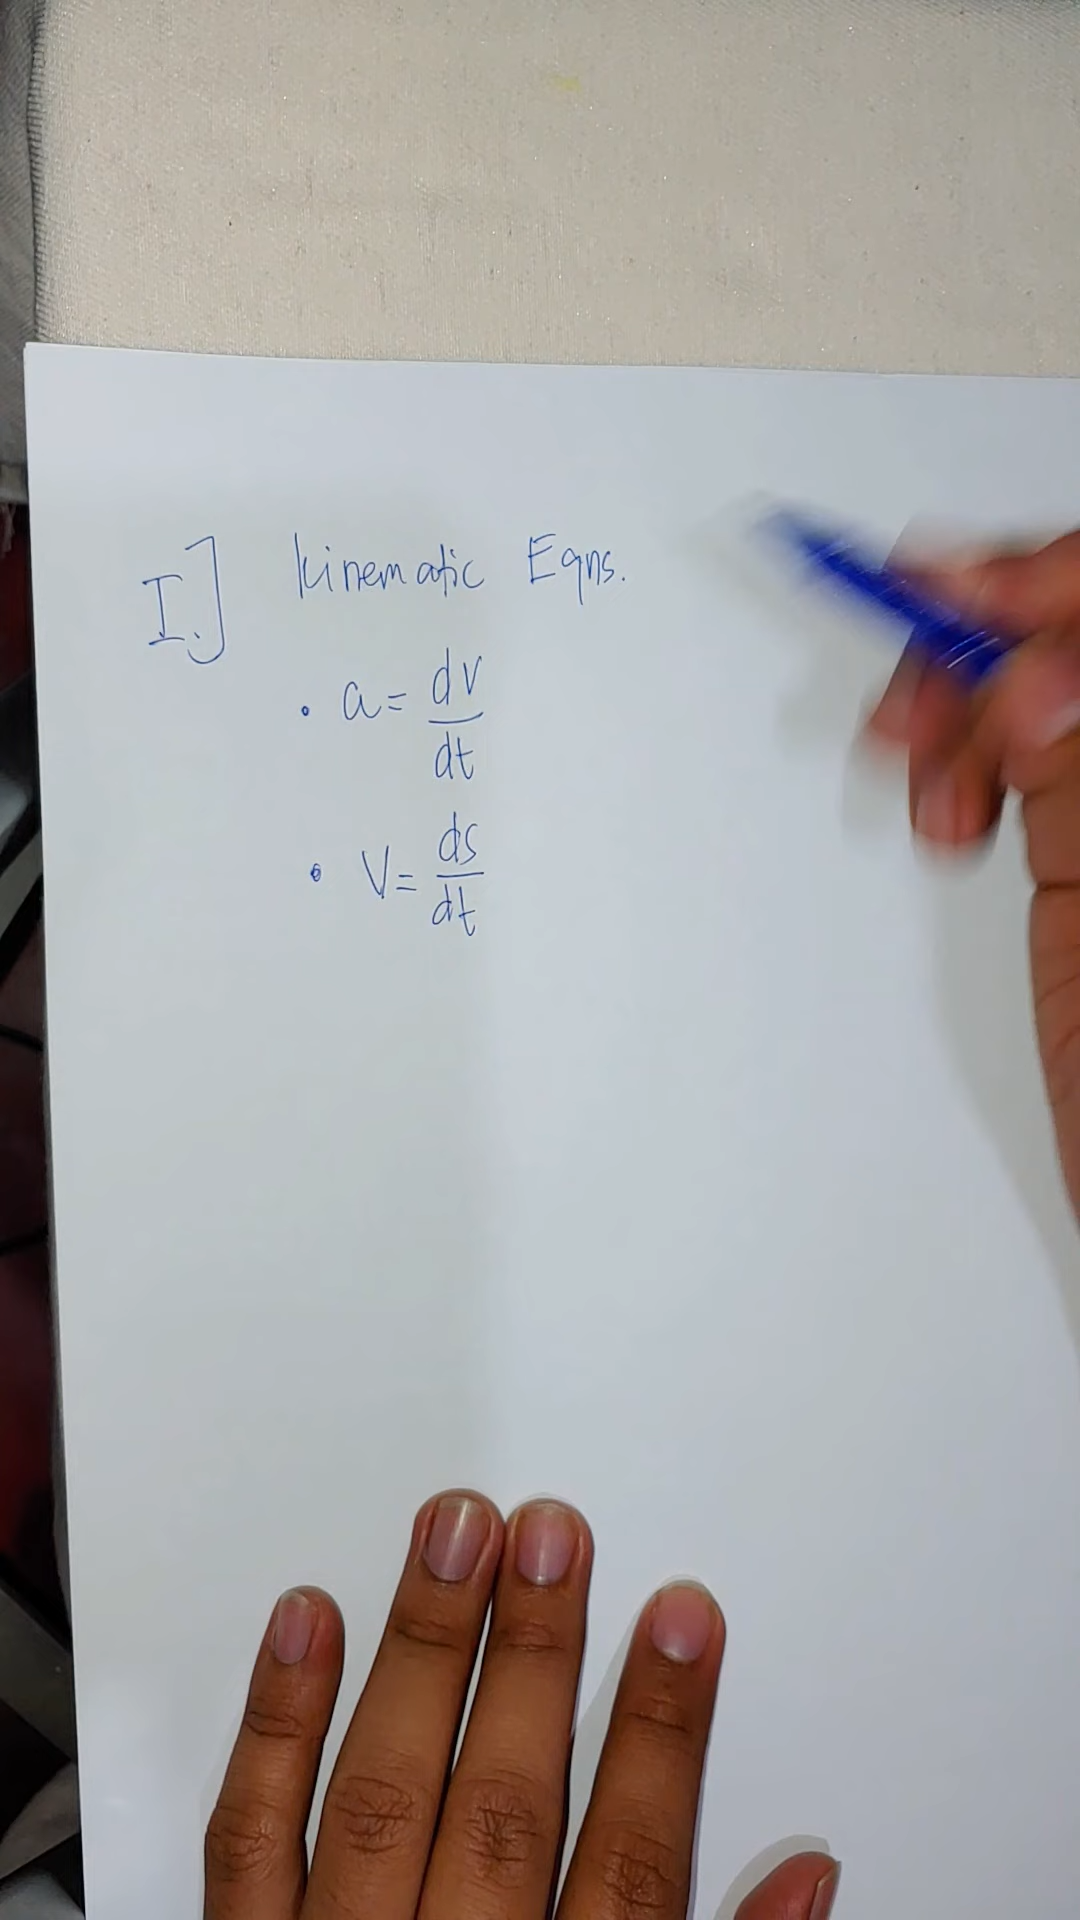 I.] Kinematic Eqns.
• a = dv/dt
• V = ds/dt